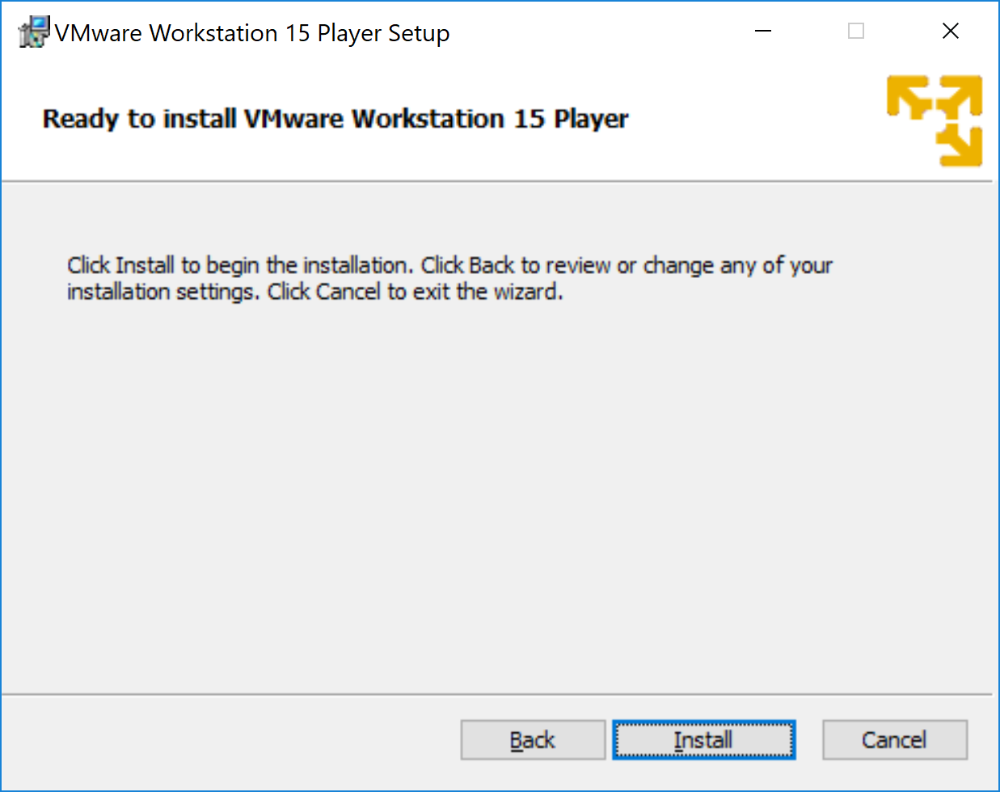 VMware Workstation 15 Player Setup
Ready to install VMware Workstation 15 Player
Click Install to begin the installation. Click Back to review or change any of your
installation settings. Click Cancel to exit the wizard.
Back Install Cancel